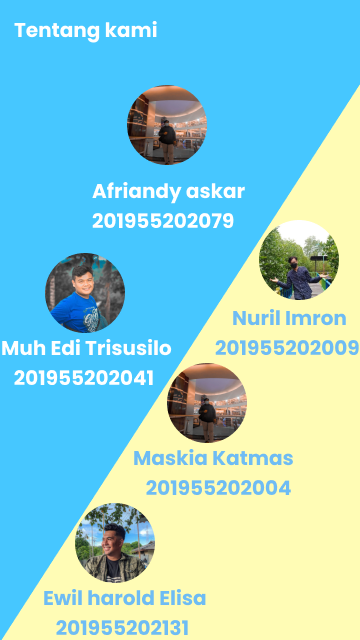 Tentang kami
Afriandy askar
201955202079
Nuril Imron
201955202009
Muh Edi Trisusilo
201955202041
Maskia Katmas
201955202004
Ewil harold Elisa
201955202131